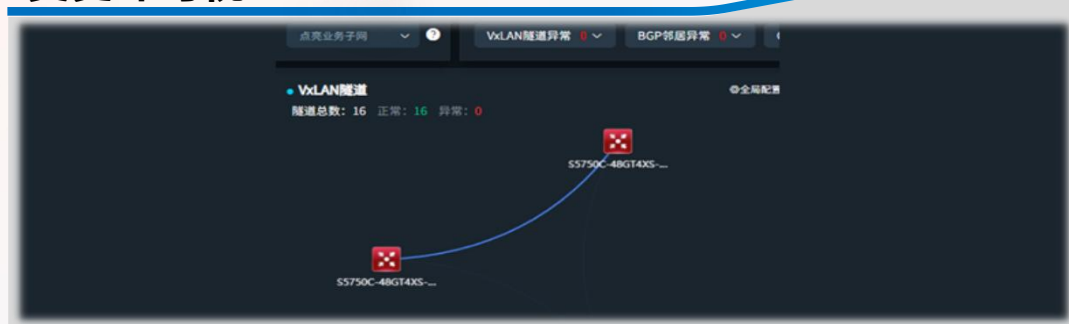 点亮业务子网 ? VxLAN隧道异常 0 BGP邻居异常 0
VxLAN隧道
全局配置
隧道总数: 16 正常: 16 异常: 0
S5750C-48GT4XS-...
S5750C-48GT4XS-...